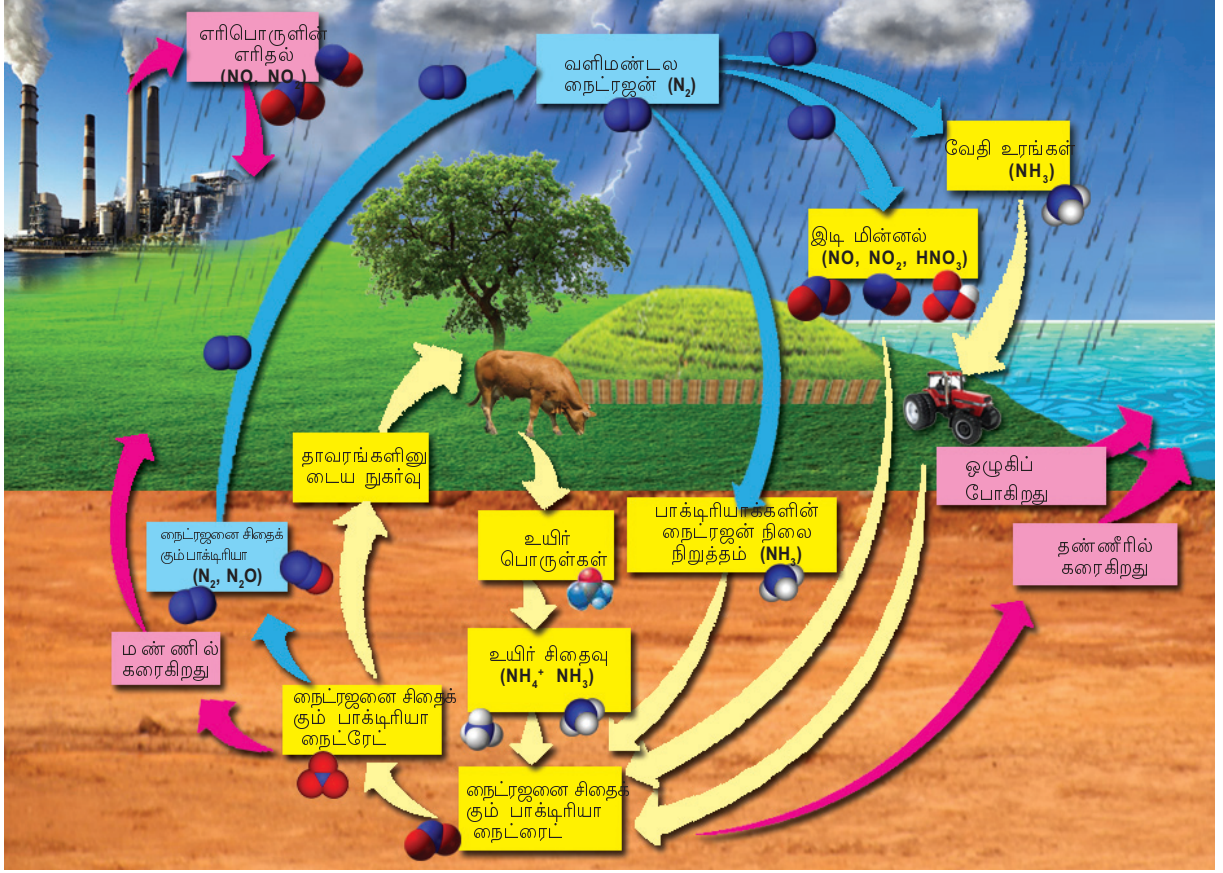 எரிபொருளின்
எரிதல்
(NO, NO2)
வளிமண்டல
நைட்ரஜன் (N2)
வேதி உரங்கள்
(NH3)
இடி மின்னல்
(NO, NO2, HNO3)
தாவரங்களினு
டைய நுகர்வு
ஒழுகிப்
போகிறது
நைட்ரஜனை சிதைக்
கும்பாக்டிரியா
(N2, N2O)
உயிர்
பொருள்கள்
பாக்டிரியாக்களின்
நைட்ரஜன் நிலை
நிறுத்தம் (NH3)
தண்ணீரில்
கரைகிறது
மண்ணில்
கரைகிறது
உயிர் சிதைவு
(NH4+ NH3)
நைட்ரஜனை சிதைக்
கும் பாக்டிரியா
நைட்ரேட்
நைட்ரஜனை சிதைக்
கும் பாக்டிரியா
நைட்ரைட்